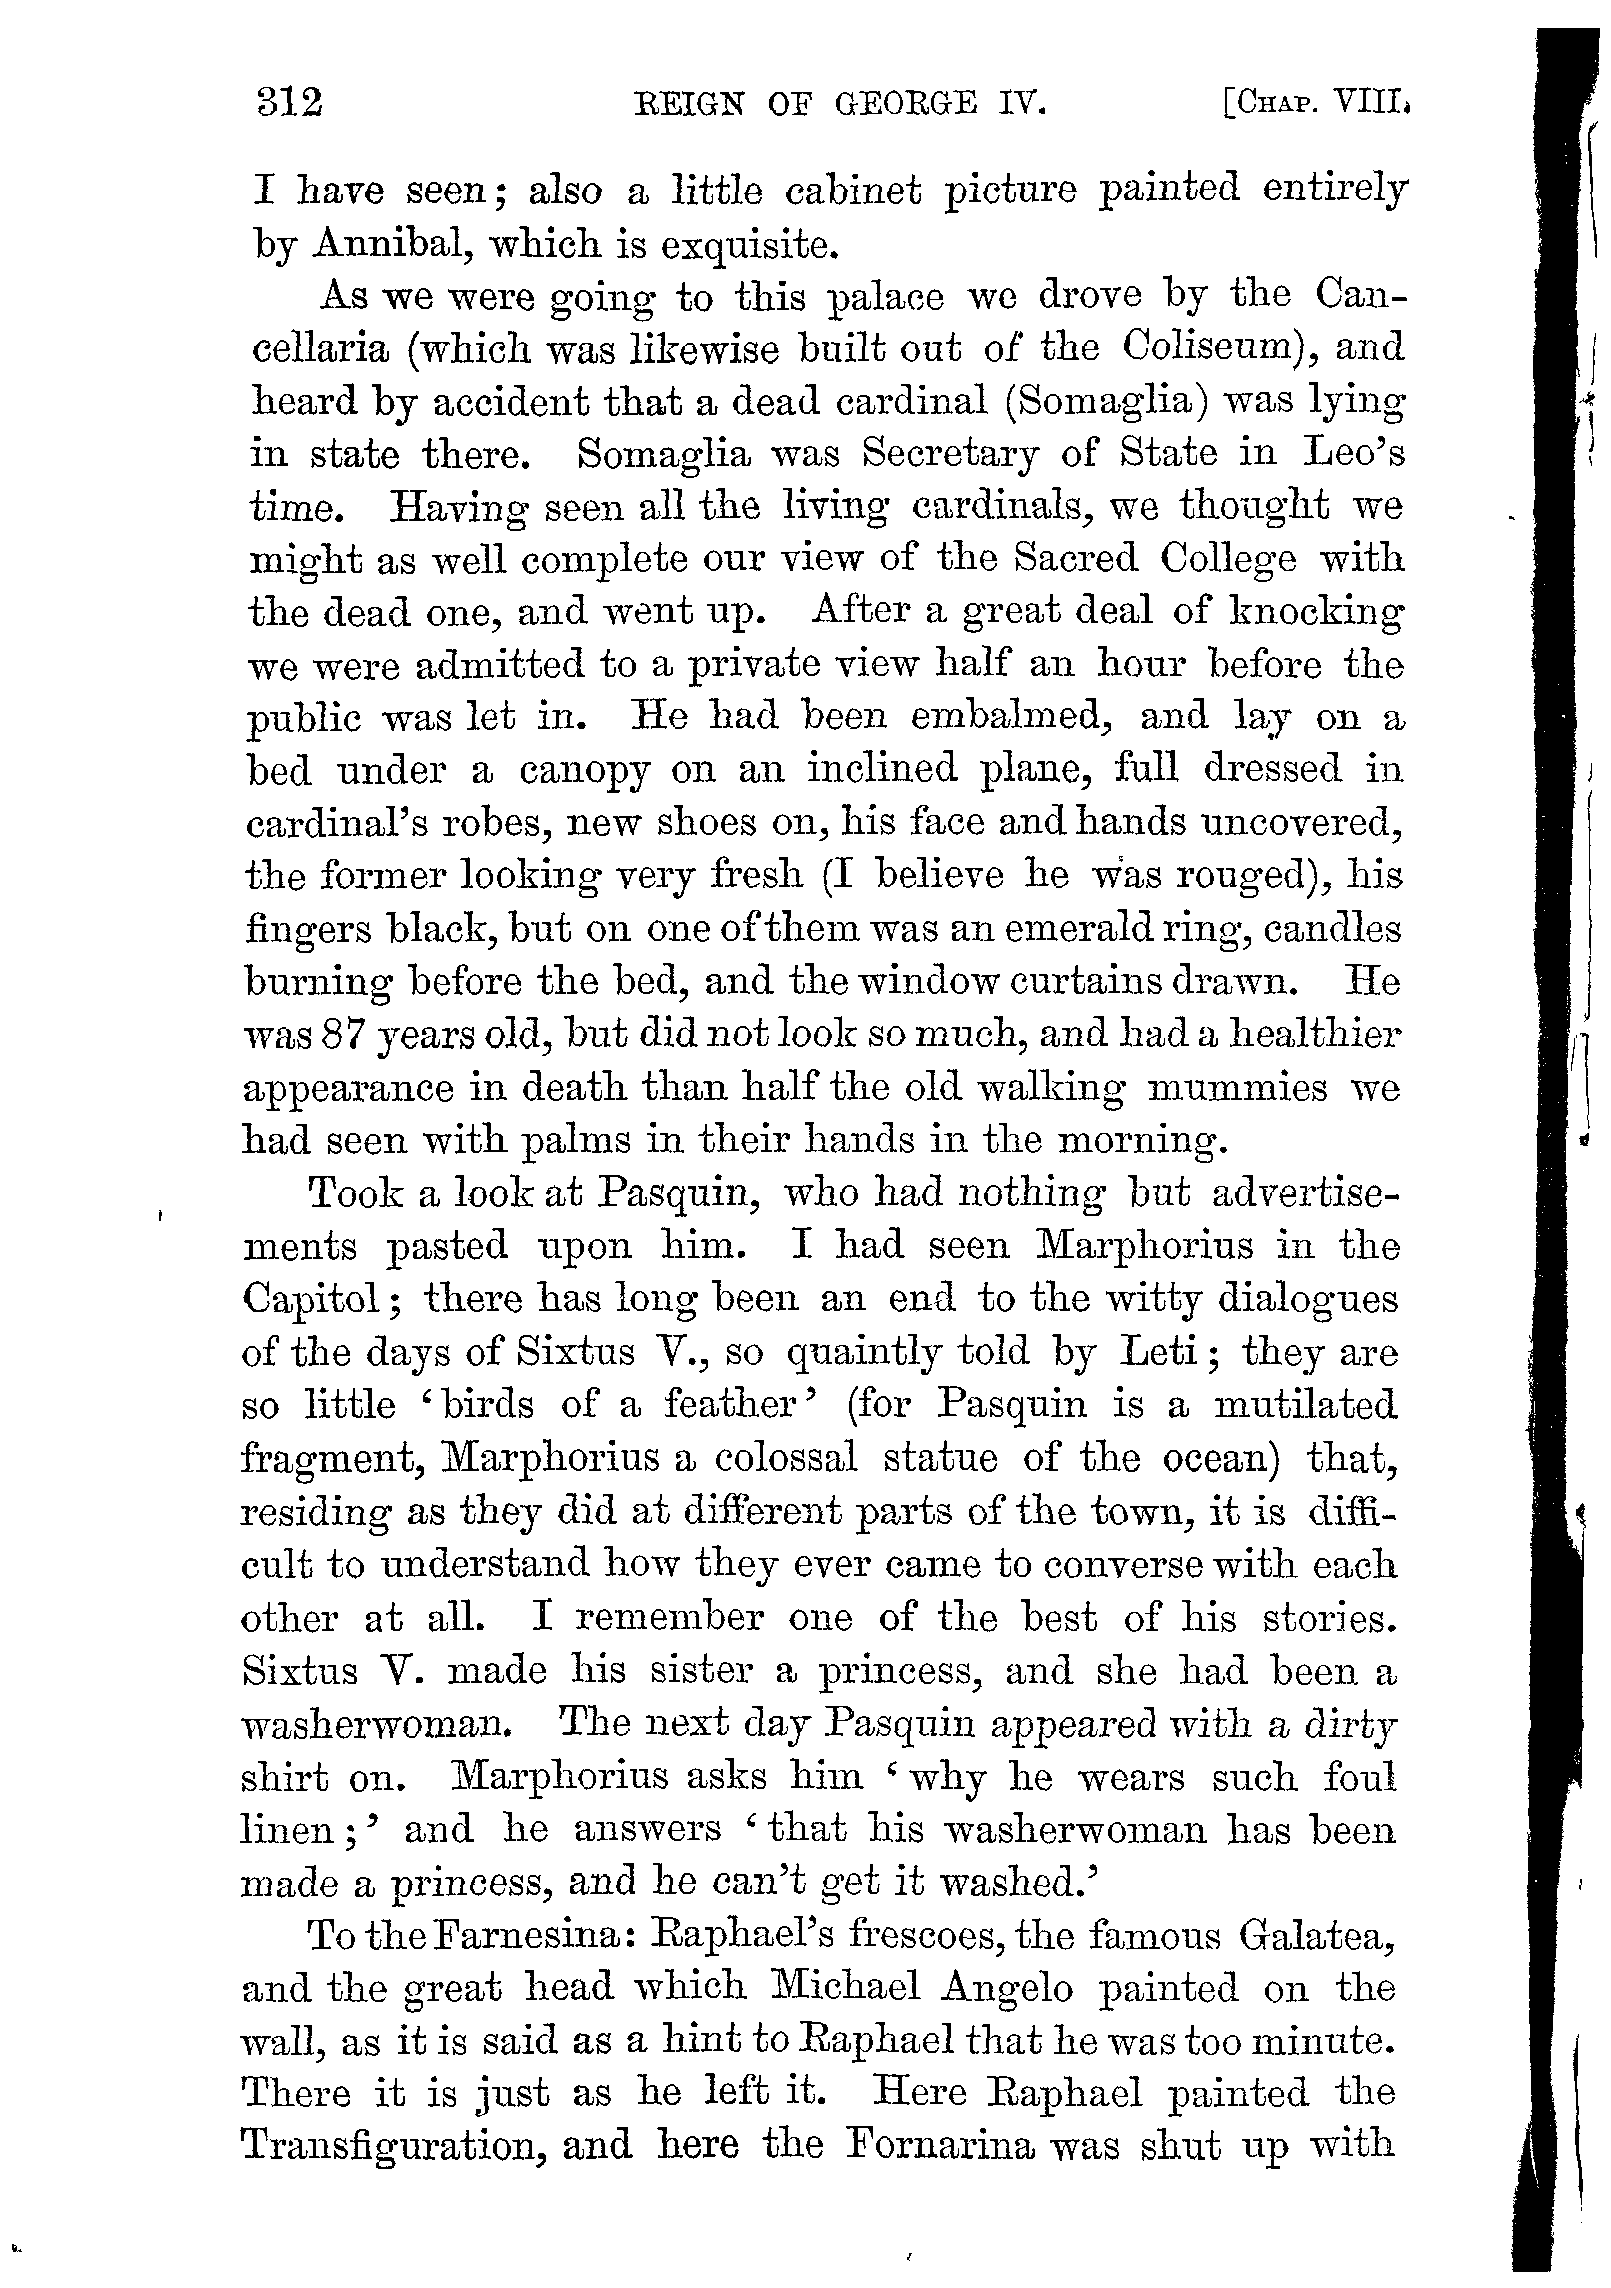 312 REIGN OF GEORGE IV. [CHAP. VIII.
I have seen; also a little cabinet picture painted entirely
by Annibal, which is exquisite.
As we were going to this palace we drove by the Can-
cellaria (which was likewise built out of the Coliseum), and
heard by accident that a dead cardinal (Somaglia) was lying
in state there. Somaglia was Secretary of State in Leo's
time. Having seen all the living cardinals, we thought we
might as well complete our view of the Sacred College with
the dead one, and went up. After a great deal of knocking
we were admitted to a private view half an hour before the
public was let in. He had been embalmed, and lay on a
bed under a canopy on an inclined plane, full dressed in
cardinal's robes, new shoes on, his face and hands uncovered,
the former looking very fresh (I believe he was rouged), his
fingers black, but on one of them was an emerald ring, candles
burning before the bed, and the window curtains drawn. He
was 87 years old, but did not look so much, and had a healthier
appearance in death than half the old walking mummies we
had seen with palms in their hands in the morning.
Took a look at Pasquin, who had nothing but advertise-
ments pasted upon him. I had seen Marphorius in the
Capitol; there has long been an end to the witty dialogues
of the days of Sixtus V., so quaintly told by Leti; they are
so little 'birds of a feather' (for Pasquin is a mutilated
fragment, Marphorius a colossal statue of the ocean) that,
residing as they did at different parts of the town, it is diffi-
cult to understand how they ever came to converse with each
other at all. I remember one of the best of his stories.
Sixtus V. made his sister a princess, and she had been a
washerwoman. The next day Pasquin appeared with a dirty
shirt on. Marphorius asks him 'why he wears such foul
linen;' and he answers 'that his washerwoman has been
made a princess, and he can't get it washed.'
To the Farnesina: Raphael's frescoes, the famous Galatea,
and the great head which Michael Angelo painted on the
wall, as it is said as a hint to Raphael that he was too minute.
There it is just as he left it. Here Raphael painted the
Transfiguration, and here the Fornarina was shut up with